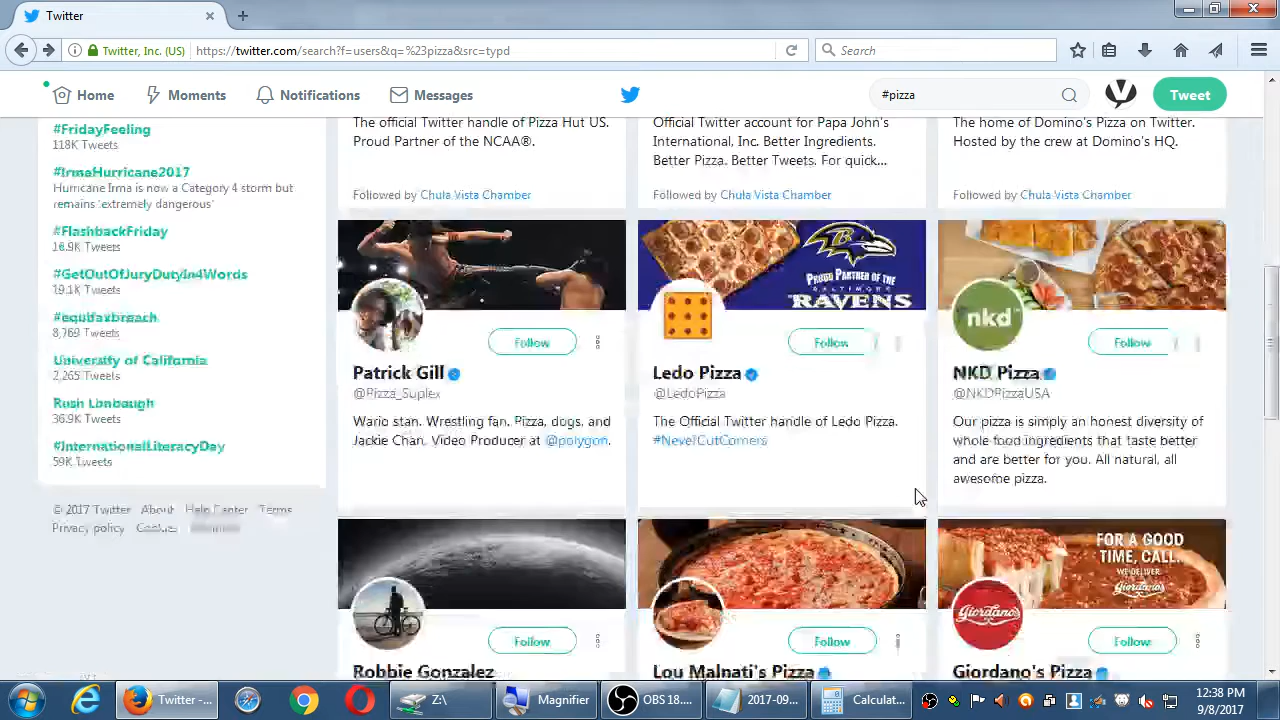 Twitter
Twitter, Inc. (US)
https://twitter.com/search?f=users&q=%23pizza&src=typd
Search
Home
Moments
Notifications
Messages
#pizza
Tweet
#FridayFeeling
118K Tweets
#IrmaHurricane2017
Hurricane Irma is now a Category 4 storm but
remains 'extremely dangerous'
#FlashbackFriday
16.9K Tweets
#GetOutOfJuryDutyIn4Words
19.1K Tweets
#equifaxbreach
8,769 Tweets
University of California
2,265 Tweets
Rush Limbaugh
36.9K Tweets
#InternationalLiteracyDay
59K Tweets
© 2017 Twitter About Help Center Terms
Privacy policy Cookies
The official Twitter handle of Pizza Hut US.
Proud Partner of the NCAA®.
Followed by Chula Vista Chamber
Official Twitter account for Papa John's
International, Inc. Better Ingredients.
Better Pizza. Better Tweets. For quick...
Followed by Chula Vista Chamber
The home of Domino's Pizza on Twitter.
Hosted by the crew at Domino's HQ.
Followed by Chula Vista Chamber
Follow
Patrick Gill
@Pizza_Suplex
Wario stan. Wrestling fan. Pizza, dogs, and
Jackie Chan. Video Producer at @polygon.
PROUD PARTNER OF THE
BALTIMORE
RAVENS
Follow
Ledo Pizza
@LedoPizza
The Official Twitter handle of Ledo Pizza.
#NeverCutCorners
nkd
Follow
NKD Pizza
@NKDPizzaUSA
Our pizza is simply an honest diversity of
whole food ingredients that taste better
and are better for you. All natural, all
awesome pizza.
Follow
Robbie Gonzalez
Follow
Lou Malnati's Pizza
FOR A GOOD
TIME, CALL...
WE DELIVER.
Giordano's
Giordano's
Follow
Giordano's Pizza
Twitter -...
Z:\
Magnifier
OBS 18....
2017-09...
Calculat...
12:38 PM
9/8/2017